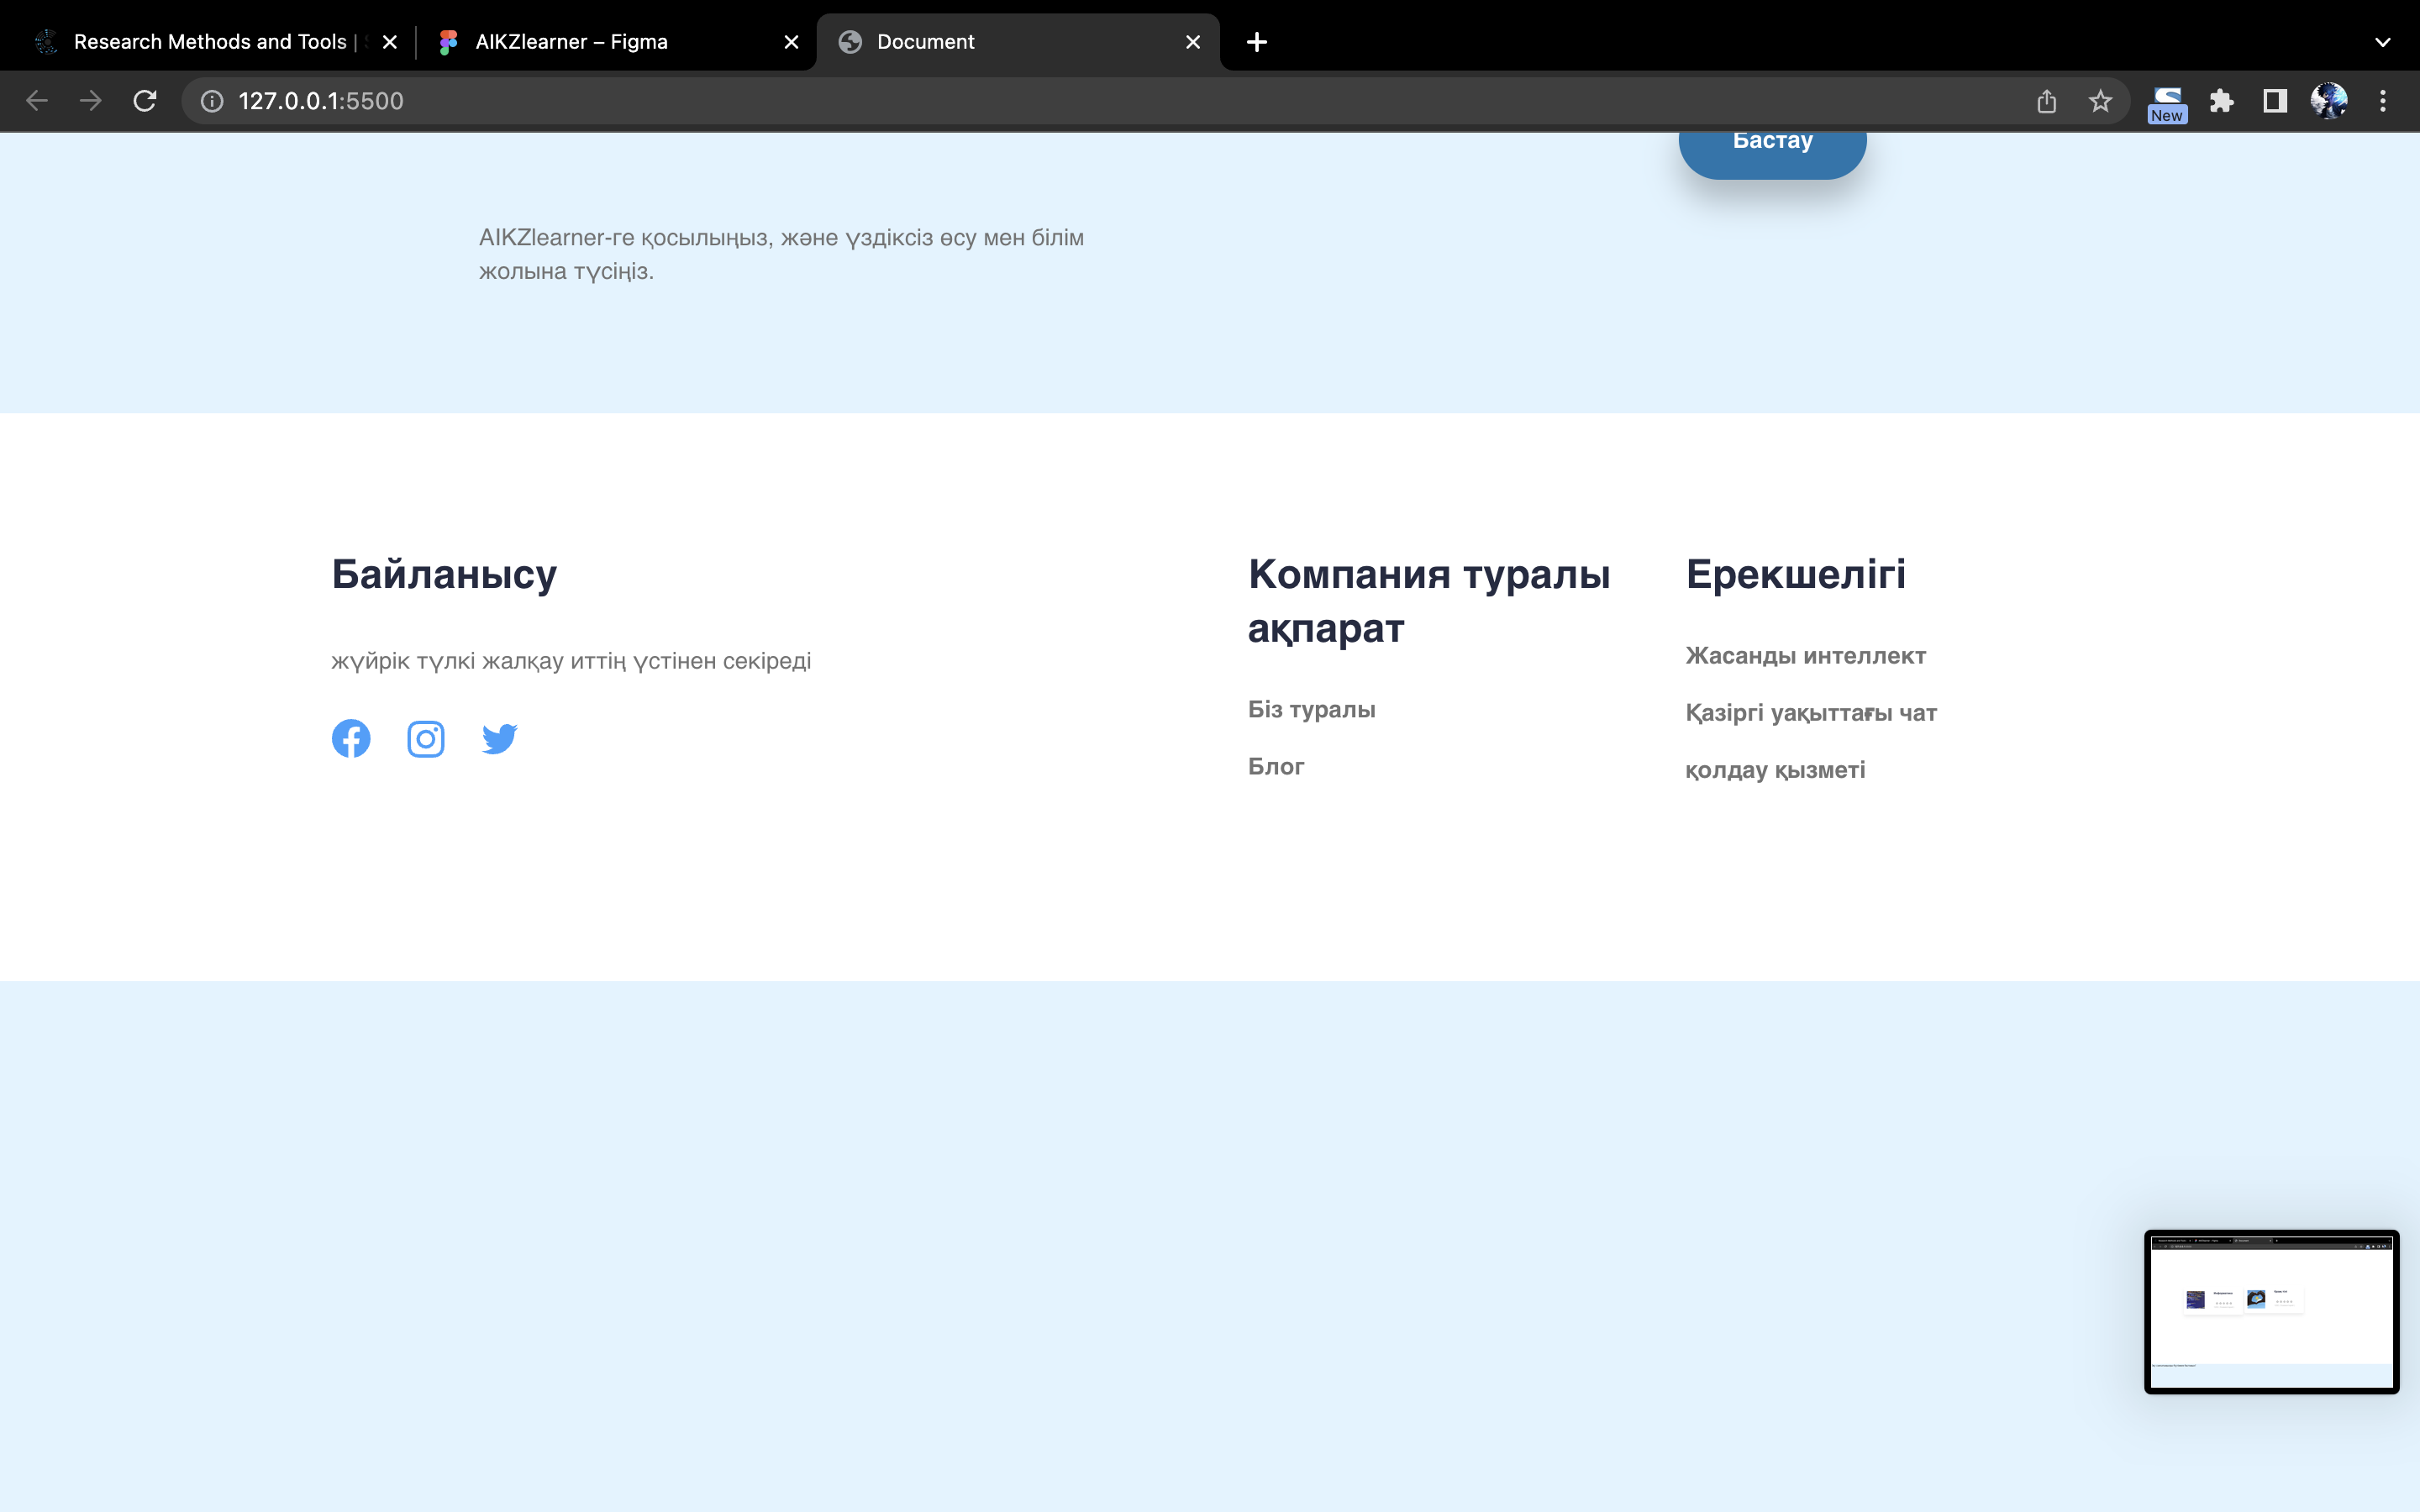 Research Methods and Tools |
AIKZlearner – Figma
Document
127.0.0.1:5500
New
Бастау
AIKZlearner-ге қосылыңыз, және үздіксіз өсу мен білім
жолына түсіңіз.
Байланысу
жүйрік түлкі жалқау иттің үстінен секіреді
Компания туралы
ақпарат
Біз туралы
Блог
Ерекшелігі
Жасанды интеллект
Қазіргі уақыттағы чат
қолдау қызметі